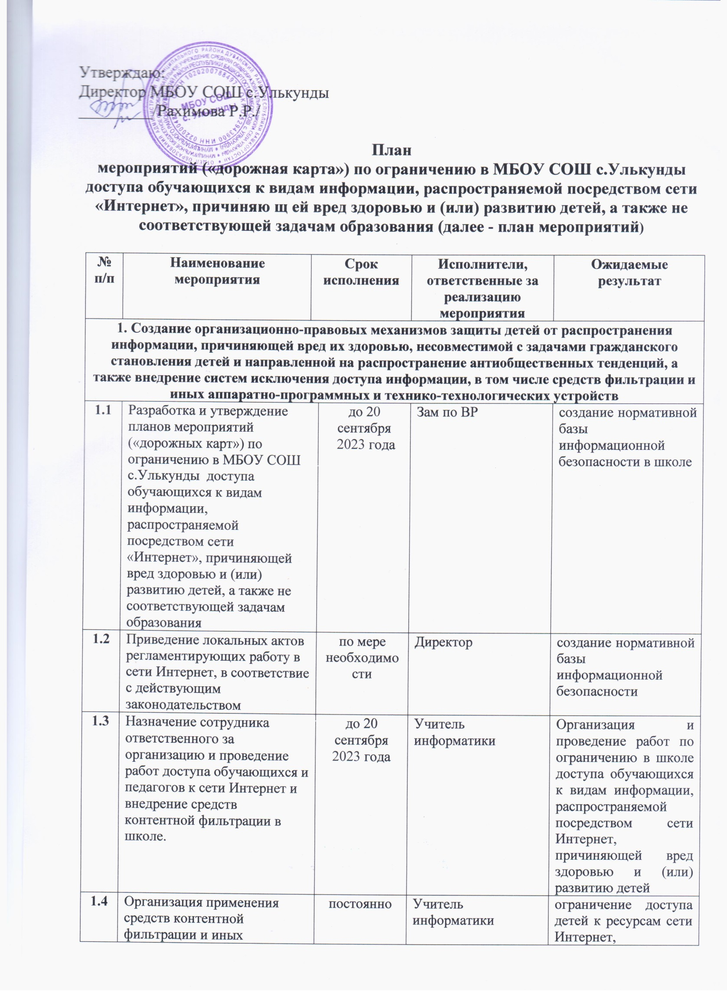 Утверждаю:
Директор МБОУ СОШ с.Улькунды
/Рахимова Р.Р./
МБОУ СОШ
с. Улькунды
План
мероприятий («дорожная карта») по ограничению в МБОУ СОШ с.Улькунды
доступа обучающихся к видам информации, распространяемой посредством сети
«Интернет», причиняю щ ей вред здоровью и (или) развитию детей, а также не
соответствующей задачам образования (далее - план мероприятий)
№
п/п
Наименование
мероприятия
Срок
исполнения
Исполнители,
ответственные за
реализацию
мероприятия
Ожидаемые
результат
1. Создание организационно-правовых механизмов защиты детей от распространения
информации, причиняющей вред их здоровью, несовместимой с задачами гражданского
становления детей и направленной на распространение антиобщественных тенденций, а
также внедрение систем исключения доступа информации, в том числе средств фильтрации и
иных аппаратно-программных и технико-технологических устройств
1.1
Разработка и утверждение
планов мероприятий
(«дорожных карт») по
ограничению в МБОУ СОШ
с.Улькунды доступа
обучающихся к видам
информации,
распространяемой
посредством сети
«Интернет», причиняющей
вред здоровью и (или)
развитию детей, а также не
соответствующей задачам
образования
до 20
сентября
2023 года
Зам по ВР
создание нормативной
базы
информационной
безопасности в школе
1.2
Приведение локальных актов
регламентирующих работу в
сети Интернет, в соответствие
с действующим
законодательством
по мере
необходимо
сти
Директор
создание нормативной
базы
информационной
безопасности
1.3
Назначение сотрудника
ответственного за
организацию и проведение
работ доступа обучающихся и
педагогов к сети Интернет и
внедрение средств
контентной фильтрации в
школе.
до 20
сентября
2023 года
Учитель
информатики
Организация и
проведение работ по
ограничению в школе
доступа обучающихся
к видам информации,
распространяемой
посредством сети
Интернет,
причиняющей вред
здоровью и (или)
развитию детей
1.4
Организация применения
средств контентной
фильтрации и иных
постоянно
Учитель
информатики
ограничение доступа
детей к ресурсам сети
Интернет,